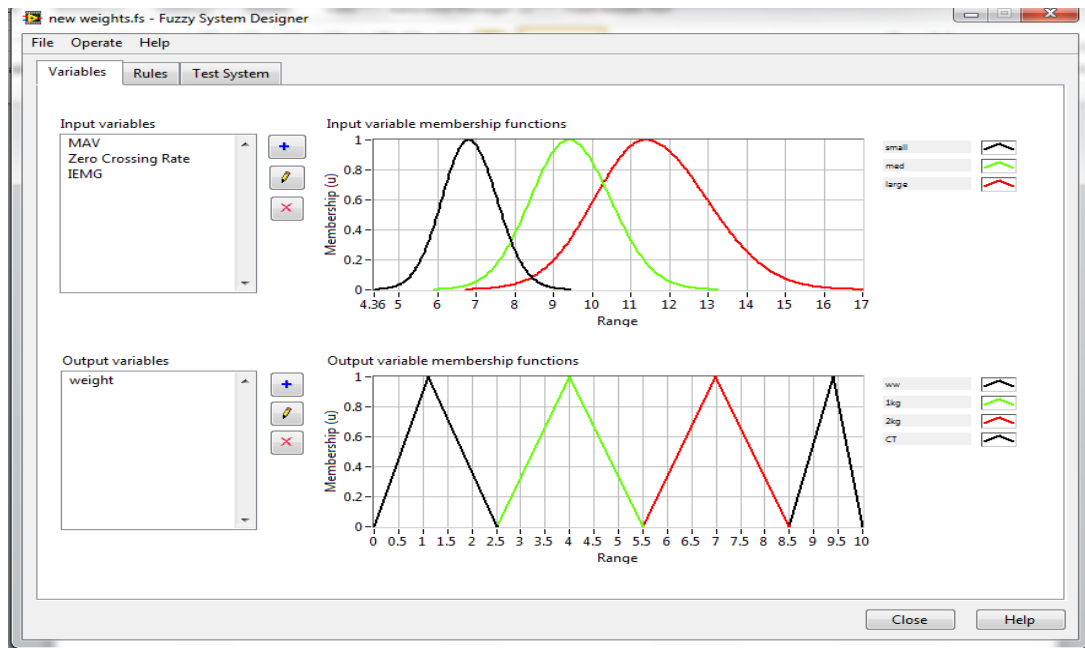 new weights.fs - Fuzzy System Designer
File Operate Help
Variables Rules Test System
Input variables
MAV
Zero Crossing Rate
IEMG
Input variable membership functions
Membership (u)
1
0.8
0.6
0.4
0.2
0
4.36 5 6 7 8 9 10 11 12 13 14 15 16 17
Range
small
med
large
Output variables
weight
Output variable membership functions
Membership (u)
1
0.8
0.6
0.4
0.2
0
0 0.5 1 1.5 2 2.5 3 3.5 4 4.5 5 5.5 6 6.5 7 7.5 8 8.5 9 9.5 10
Range
ww
1kg
2kg
CT
Close Help